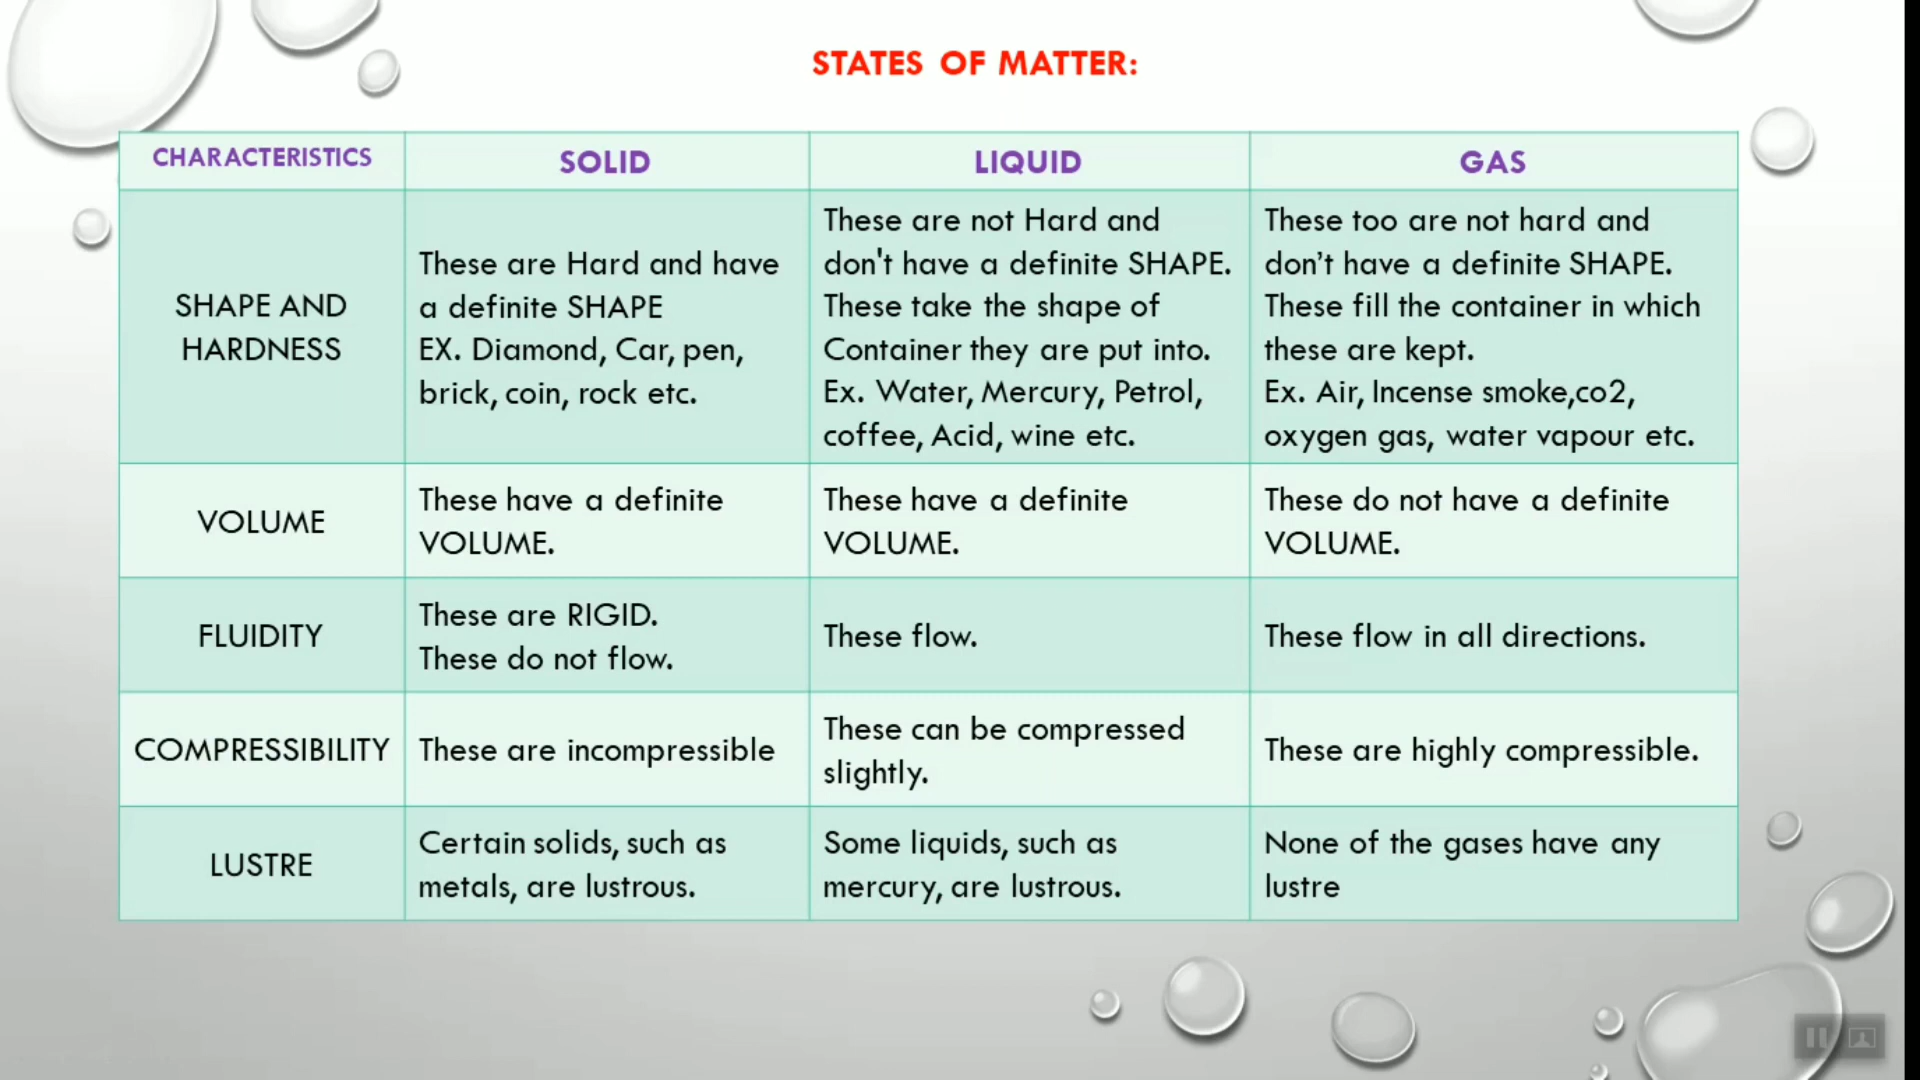 STATES OF MATTER:
CHARACTERISTICS
SOLID
LIQUID
GAS
SHAPE AND
HARDNESS
These are Hard and have
a definite SHAPE
EX. Diamond, Car, pen,
brick, coin, rock etc.
These are not Hard and
don't have a definite SHAPE.
These take the shape of
Container they are put into.
Ex. Water, Mercury, Petrol,
coffee, Acid, wine etc.
These too are not hard and
don’t have a definite SHAPE.
These fill the container in which
these are kept.
Ex. Air, Incense smoke,co2,
oxygen gas, water vapour etc.
VOLUME
These have a definite
VOLUME.
These have a definite
VOLUME.
These do not have a definite
VOLUME.
FLUIDITY
These are RIGID.
These do not flow.
These flow.
These flow in all directions.
COMPRESSIBILITY
These are incompressible
These can be compressed
slightly.
These are highly compressible.
LUSTRE
Certain solids, such as
metals, are lustrous.
Some liquids, such as
mercury, are lustrous.
None of the gases have any
lustre